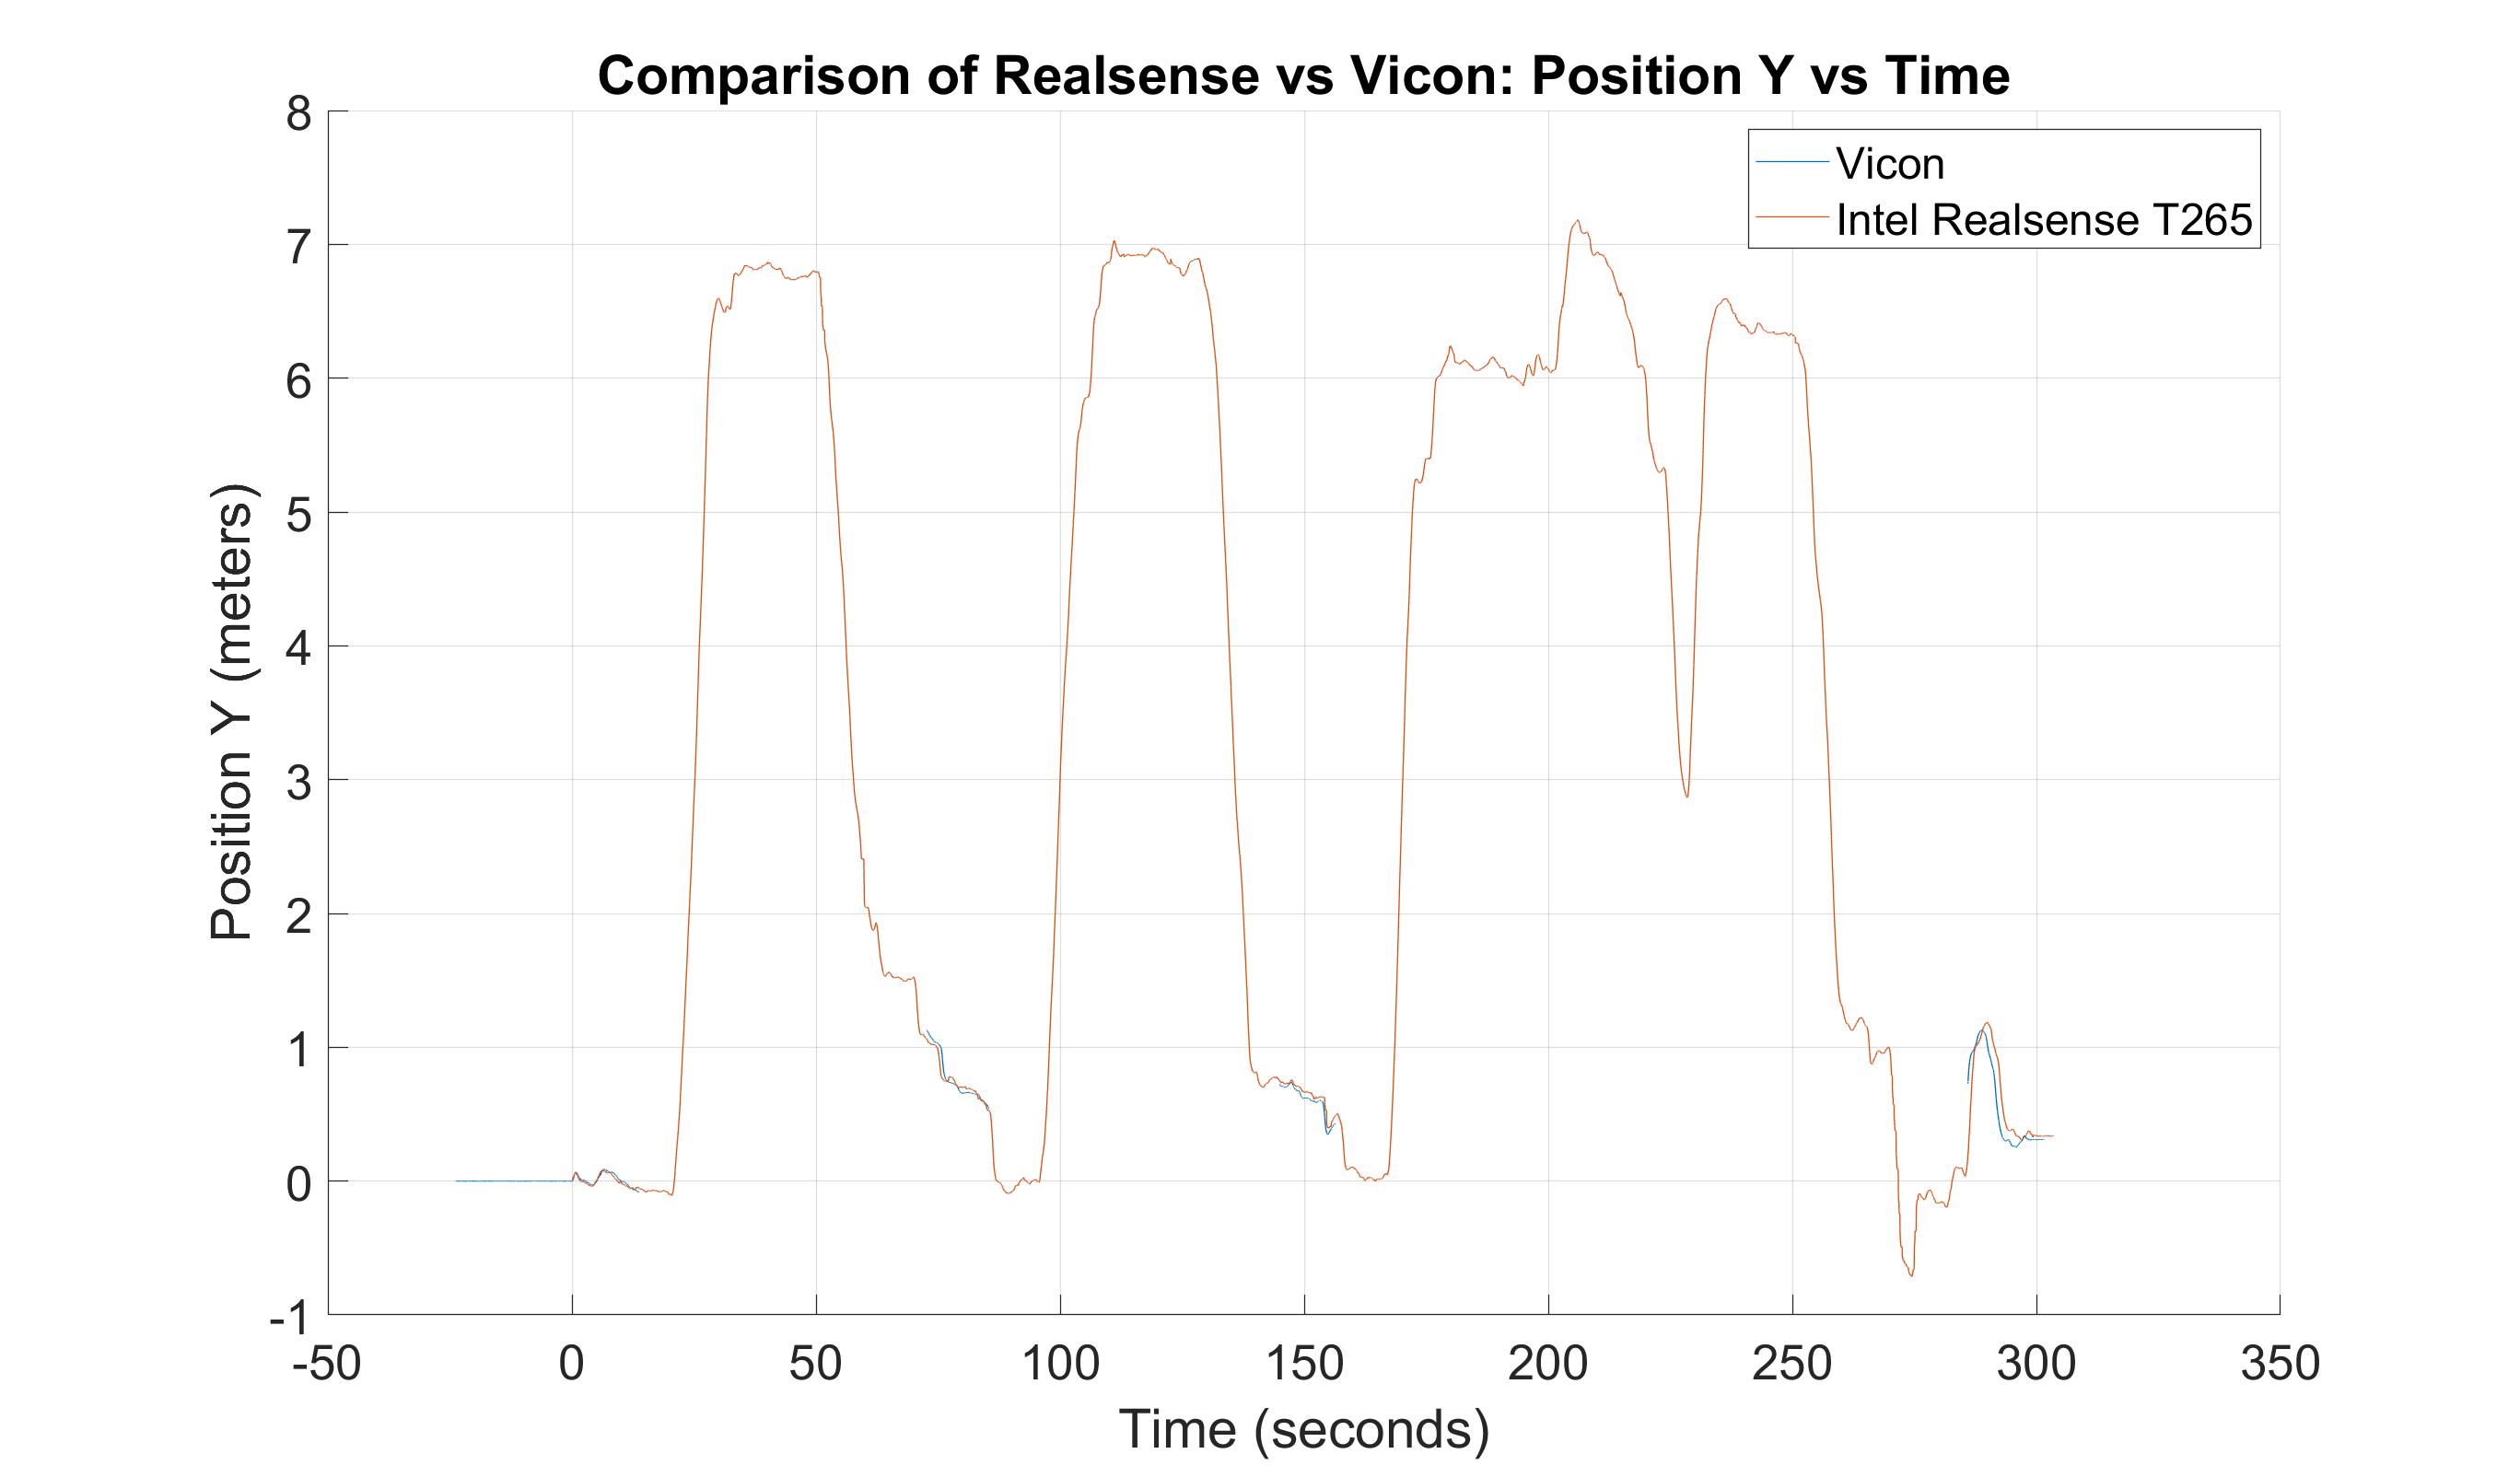 Comparison of Realsense vs Vicon: Position Y vs Time
Vicon
Intel Realsense T265
Position Y (meters)
8
7
6
5
4
3
2
1
0
-1
-50 0 50 100 150 200 250 300 350
Time (seconds)